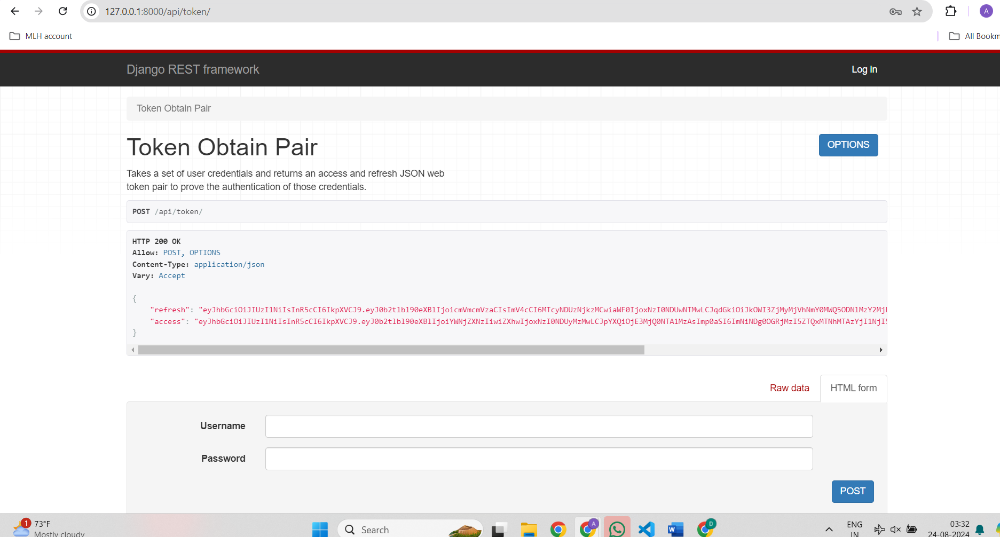 127.0.0.1:8000/api/token/
A
MLH account
All Bookm
Django REST framework
Log in
Token Obtain Pair
Token Obtain Pair
OPTIONS
Takes a set of user credentials and returns an access and refresh JSON web
token pair to prove the authentication of those credentials.
POST /api/token/
HTTP 200 OK
Allow: POST, OPTIONS
Content-Type: application/json
Vary: Accept
{
"refresh": "eyJhbGciOiJIUzI1NiIsInR5cCI6IkpXVCJ9.eyJ0b2tlbl90eXBlIjoicmVmcmVzaCIsImV4cCI6MTcyNDUzNjkzMCwiaWF0IjoxNzI0NDUwNTMwLCJqdGkiOiJkOWI3ZjMyMjVhNmY0MWQ5ODNlMzY2Mj
"access": "eyJhbGciOiJIUzI1NiIsInR5cCI6IkpXVCJ9.eyJ0b2tlbl90eXBlIjoiYWNjZXNzIiwiZXhwIjoxNzI0NDUyMzMwLCJpYXQiOjE3MjQ0NTA1MzAsImp0aSI6ImNiNDg0OGRjMzI5ZTQxMTNhMTAzYjI1NjI
}
Raw data
HTML form
Username
Password
POST
1
73°F
Mostly cloudy
Search
A
W
D
ENG
IN
03:32
24-08-2024